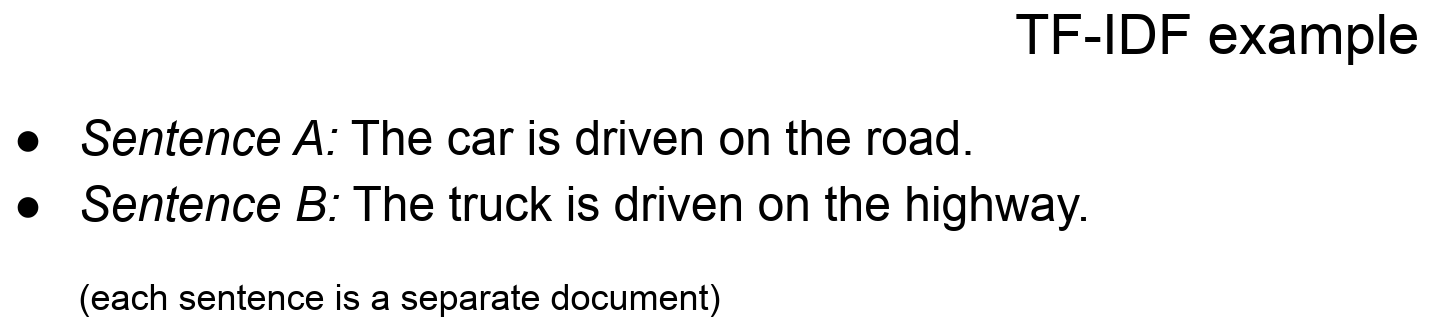 TF-IDF example
● Sentence A: The car is driven on the road.
● Sentence B: The truck is driven on the highway.
(each sentence is a separate document)